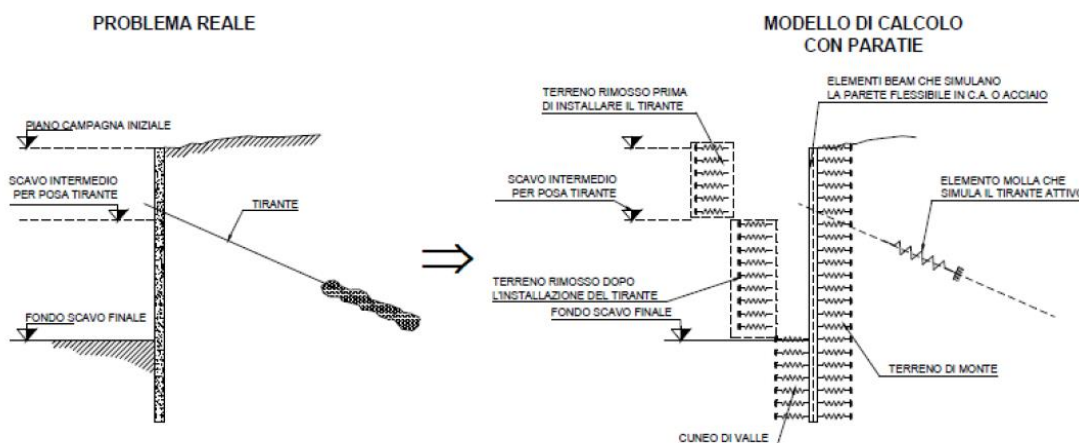 PROBLEMA REALE
PIANO CAMPAGNA INIZIALE
SCAVO INTERMEDIO
PER POSA TIRANTE
TIRANTE
FONDO SCAVO FINALE
MODELLO DI CALCOLO
CON PARATIE
TERRENO RIMOSSO PRIMA
DI INSTALLARE IL TIRANTE
ELEMENTI BEAM CHE SIMULANO
LA PARETE FLESSIBILE IN C.A. O ACCIAIO
SCAVO INTERMEDIO
PER POSA TIRANTE
ELEMENTO MOLLA CHE
SIMULA IL TIRANTE ATTIVO
TERRENO RIMOSSO DOPO
L'INSTALLAZIONE DEL TIRANTE
FONDO SCAVO FINALE
TERRENO DI MONTE
CUNEO DI VALLE